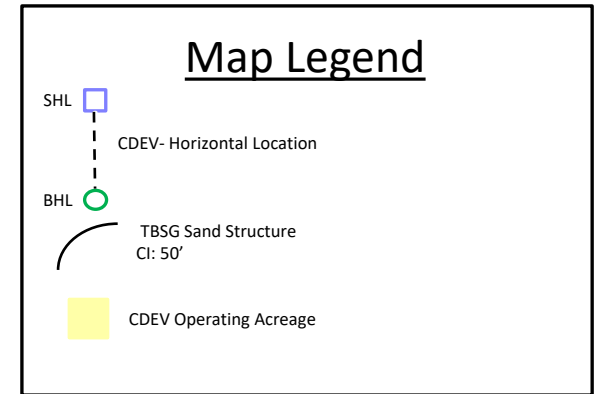 Map Legend
SHL
CDEV- Horizontal Location
BHL
TBSG Sand Structure
CI: 50’
CDEV Operating Acreage